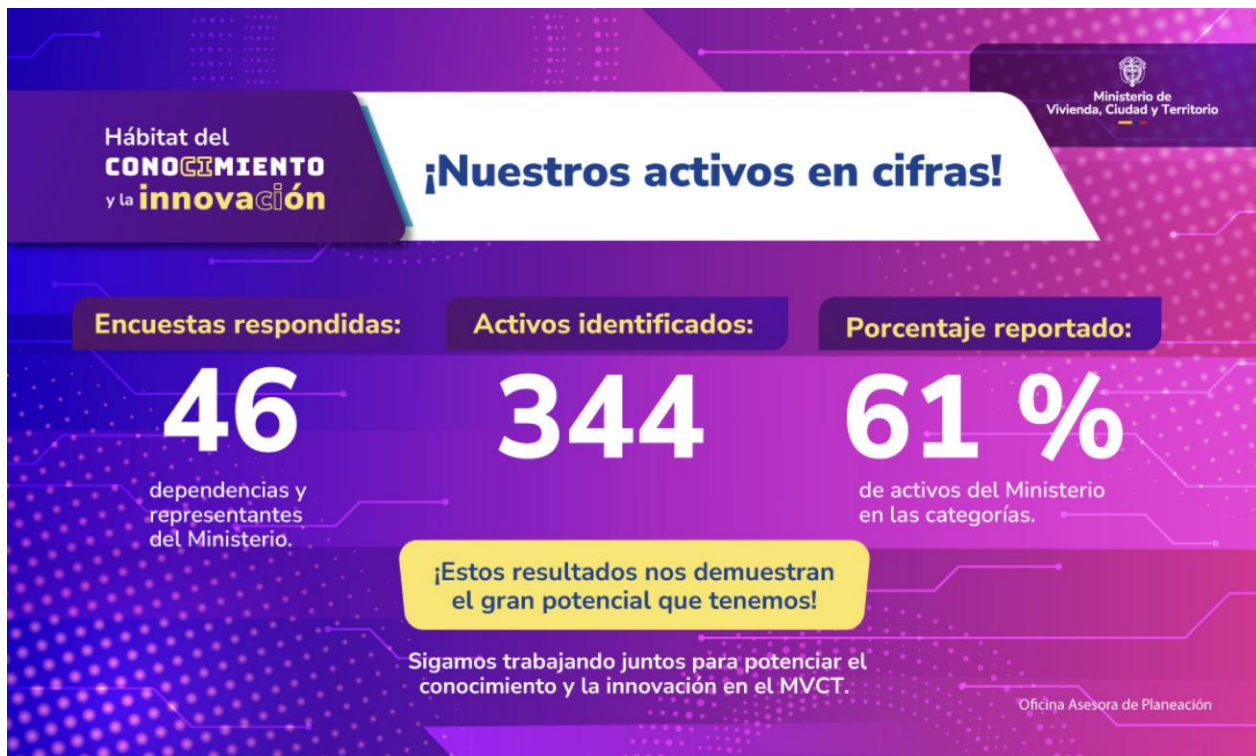 Ministerio de
Vivienda, Ciudad y Territorio
Hábitat del
CONOCIMIENTO
y la innovación
¡Nuestros activos en cifras!
Encuestas respondidas:
46
dependencias y
representantes
del Ministerio.
Activos identificados:
344
Porcentaje reportado:
61 %
de activos del Ministerio
en las categorías.
¡Estos resultados nos demuestran
el gran potencial que tenemos!
Sigamos trabajando juntos para potenciar el
conocimiento y la innovación en el MVCT.
Oficina Asesora de Planeación